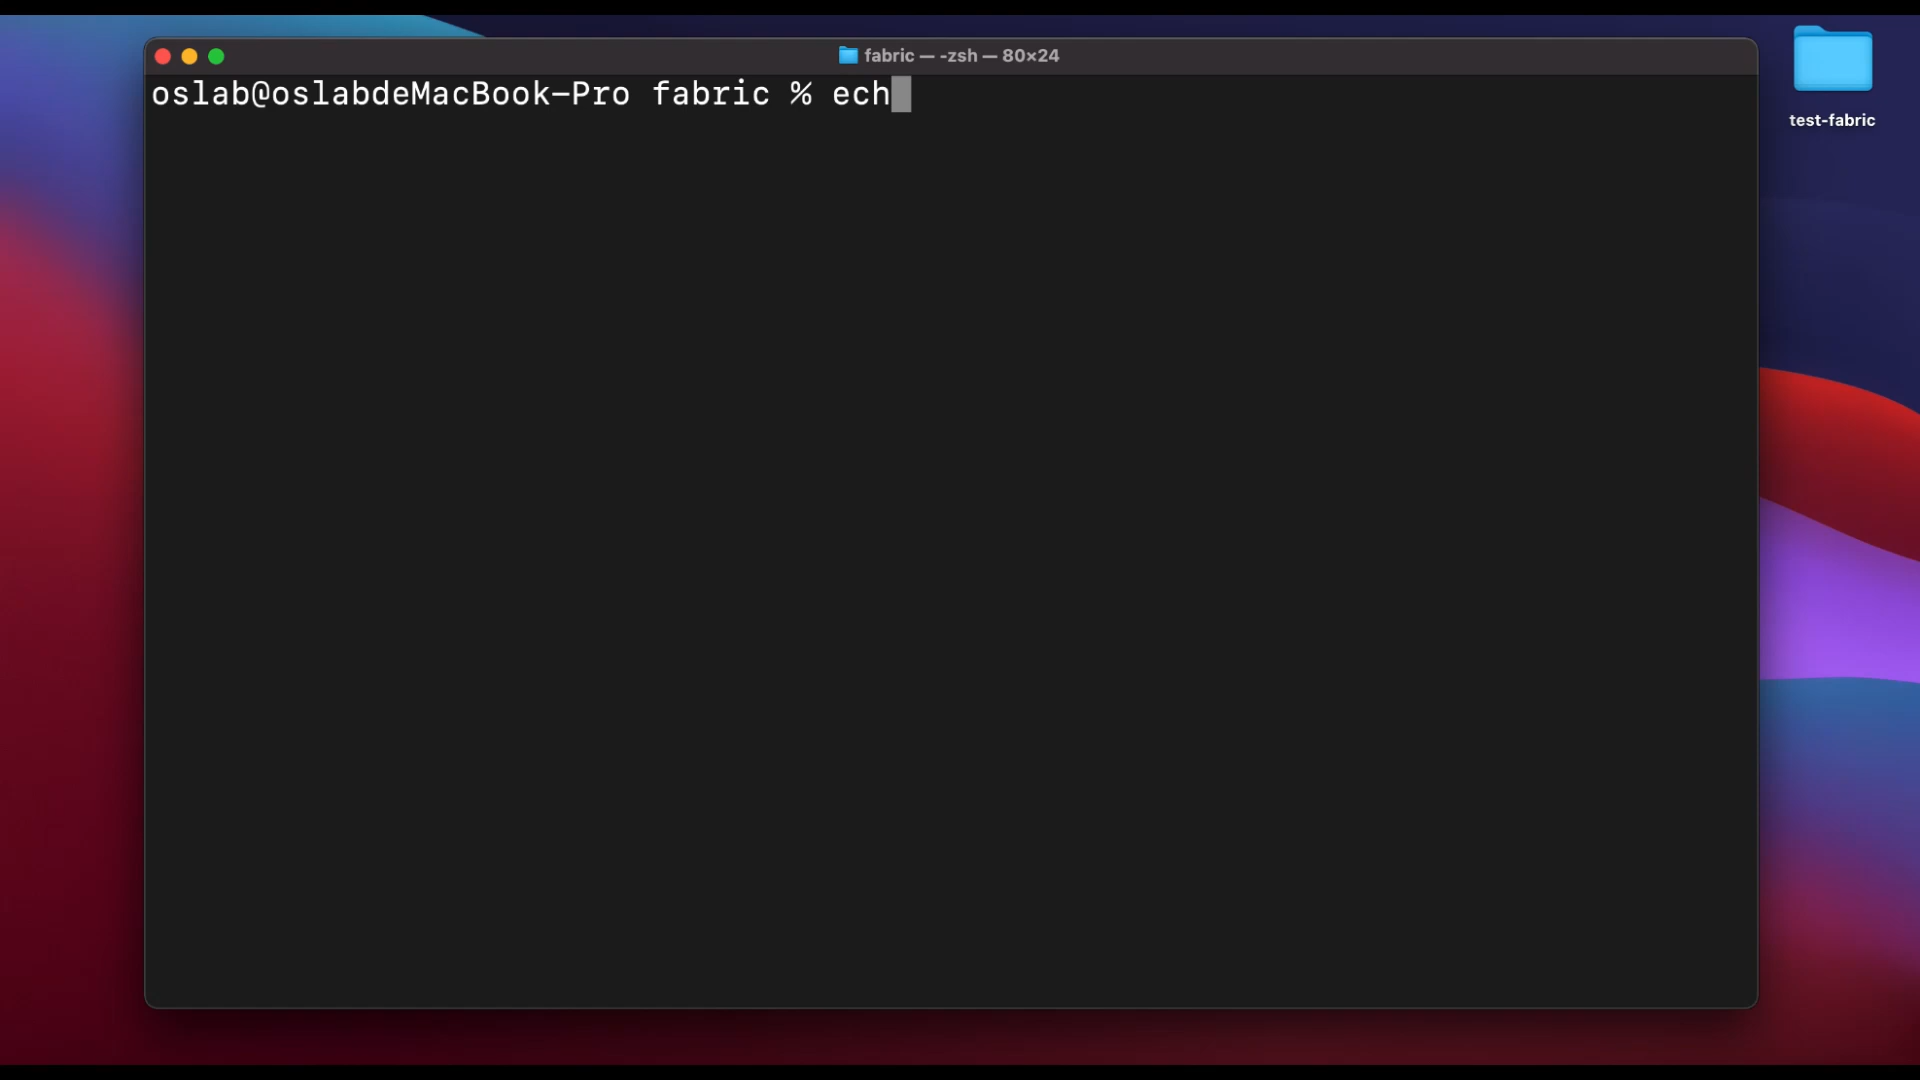 fabric — -zsh — 80×24
oslab@oslabdeMacBook-Pro fabric % ech
test-fabric